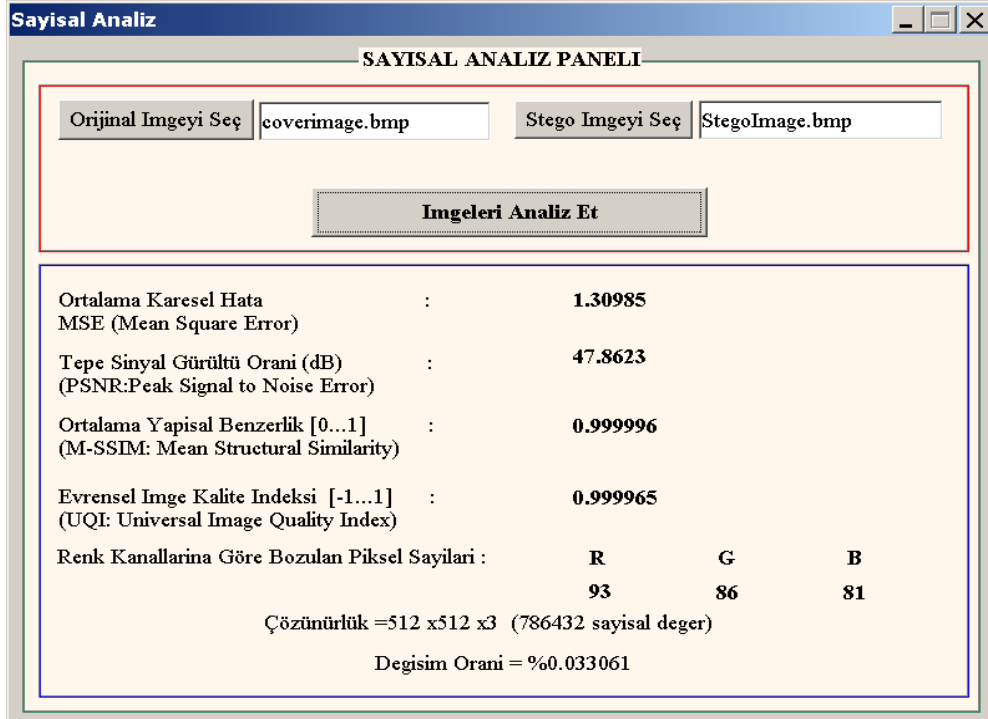 Sayisal Analiz
SAYISAL ANALIZ PANELI
Orijinal Imgeyi Seç coverimage.bmp Stego Imgeyi Seç StegoImage.bmp
Imgeleri Analiz Et
Ortalama Karesel Hata : 1.30985
MSE (Mean Square Error)
Tepe Sinyal Gürültü Orani (dB) : 47.8623
(PSNR:Peak Signal to Noise Error)
Ortalama Yapisal Benzerlik [0...1] : 0.999996
(M-SSIM: Mean Structural Similarity)
Evrensel Imge Kalite Indeksi [-1...1] : 0.999965
(UQI: Universal Image Quality Index)
Renk Kanallarina Göre Bozulan Piksel Sayilari : R G B
93 86 81
Çözünürlük =512 x512 x3 (786432 sayisal deger)
Degisim Orani = %0.033061